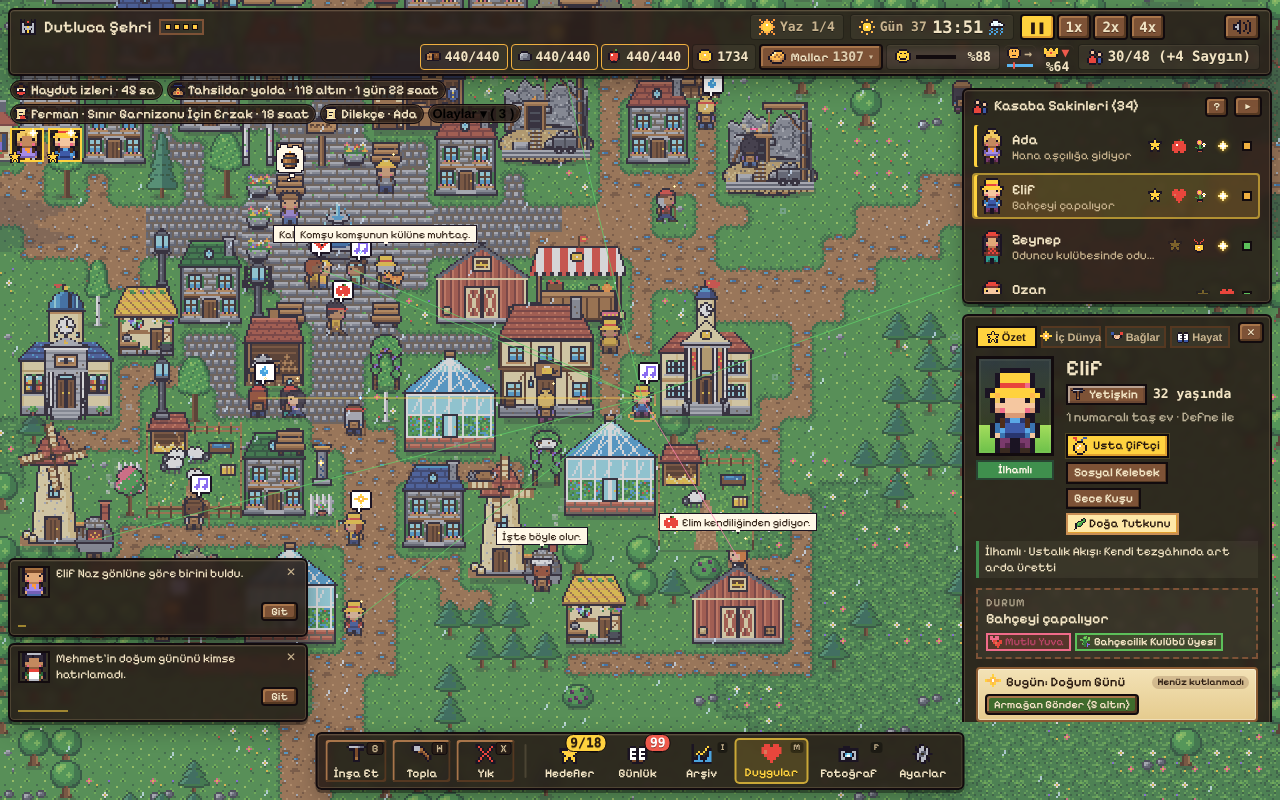 Dutluca Şehri
Yaz 1/4
Gün 37 13:51
1x
2x
4x
440/440
440/440
440/440
1734
Mallar 1307
%88
%64
30/48 (+4 Saygın)
Haydut izleri · 48 sa
Tahsildar yolda · 118 altın · 1 gün 22 saat
Ferman · Sınır Garnizonu İçin Erzak · 18 saat
Dilekçe · Ada
Olaylar ▾ ( 3 )
Komşu komşunun külüne muhtaç.
Elim kendiliğinden gidiyor.
İşte böyle olur.
Kasaba Sakinleri (34)
?
Ada
Hana aşçılığa gidiyor
Elif
Bahçeyi çapalıyor
Zeynep
Oduncu kulübesinde odu...
Ozan
Özet
İç Dünya
Bağlar
Hayat
Elif
Yetişkin
32 yaşında
1 numaralı taş ev · Defne ile
Usta Çiftçi
Sosyal Kelebek
Gece Kuşu
Doğa Tutkunu
İlhamlı
İlhamlı · Ustalık Akışı: Kendi tezgâhında art arda üretti
DURUM
Bahçeyi çapalıyor
Mutlu Yuva
Bahçecilik Kulübü üyesi
Bugün: Doğum Günü
Henüz kutlanmadı
Armağan Gönder (5 altın)
Elif Naz gönlüne göre birini buldu.
Git
Mehmet'in doğum gününü kimse
hatırlamadı.
Git
B
İnşa Et
H
Topla
X
Yık
9/18
Hedefler
99
Günlük
I
Arşiv
M
Duygular
F
Fotoğraf
Ayarlar